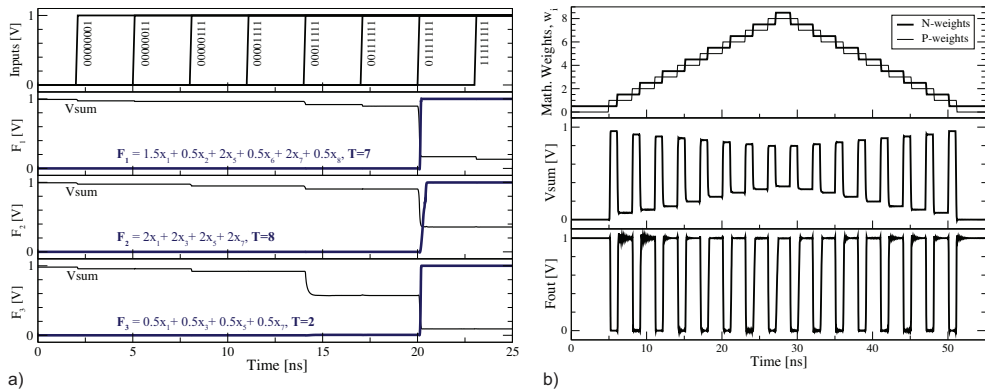 1
Inputs [V]
0
00000001
00000011
00000111
00001111
00011111
00111111
01111111
11111111
1
Vsum
F1 [V]
F1 = 1.5x1+ 0.5x2+ 2x5+ 0.5x6+ 2x7+ 0.5x8, T=7
0
1
Vsum
F2 [V]
F2 = 2x1+ 2x3+ 2x5+ 2x7, T=8
0
1
Vsum
F3 [V]
F3 = 0.5x1+ 0.5x3+ 0.5x5+ 0.5x7, T=2
0
0 5 10 15 20 25
Time [ns]
a)
8
6
4
2
0
Math. Weights, wi
N-weights
P-weights
1
Vsum [V]
0
1
Fout [V]
0
0 10 20 30 40 50
Time [ns]
b)